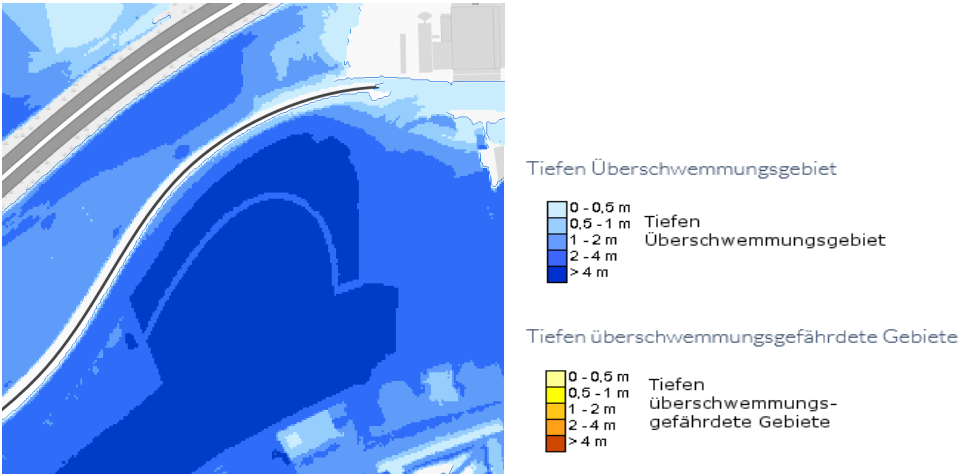 Tiefen Überschwemmungsgebiet
0 - 0,5 m
0,5 - 1 m
1 - 2 m
2 - 4 m
> 4 m
Tiefen
Überschwemmungsgebiet
Tiefen überschwemmungsgefährdete Gebiete
0 - 0,5 m
0,5 - 1 m
1 - 2 m
2 - 4 m
> 4 m
Tiefen
überschwemmungs-
gefährdete Gebiete